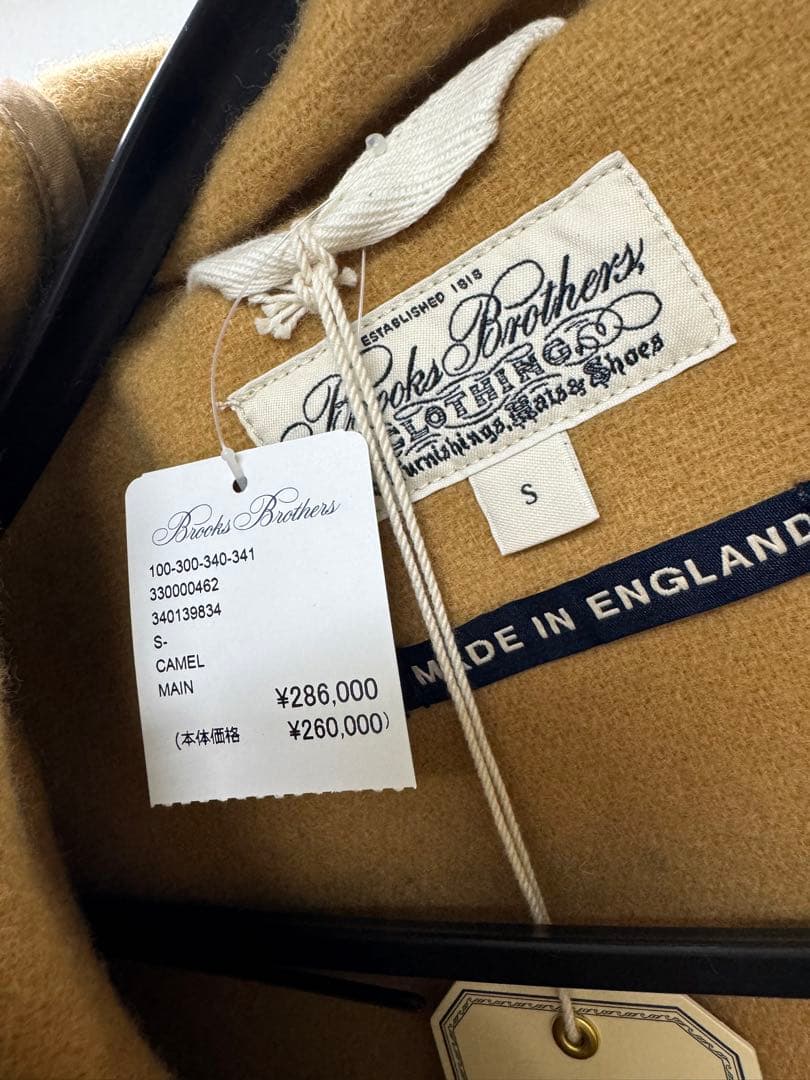 ESTABLISHED 1818
Brooks Brothers,
CLOTHING,
Furnishings, Hats & Shoes
S
MADE IN ENGLAND
Brooks Brothers
100-300-340-341
330000462
340139834
S-
CAMEL
MAIN
¥286,000
(本体価格 ¥260,000)